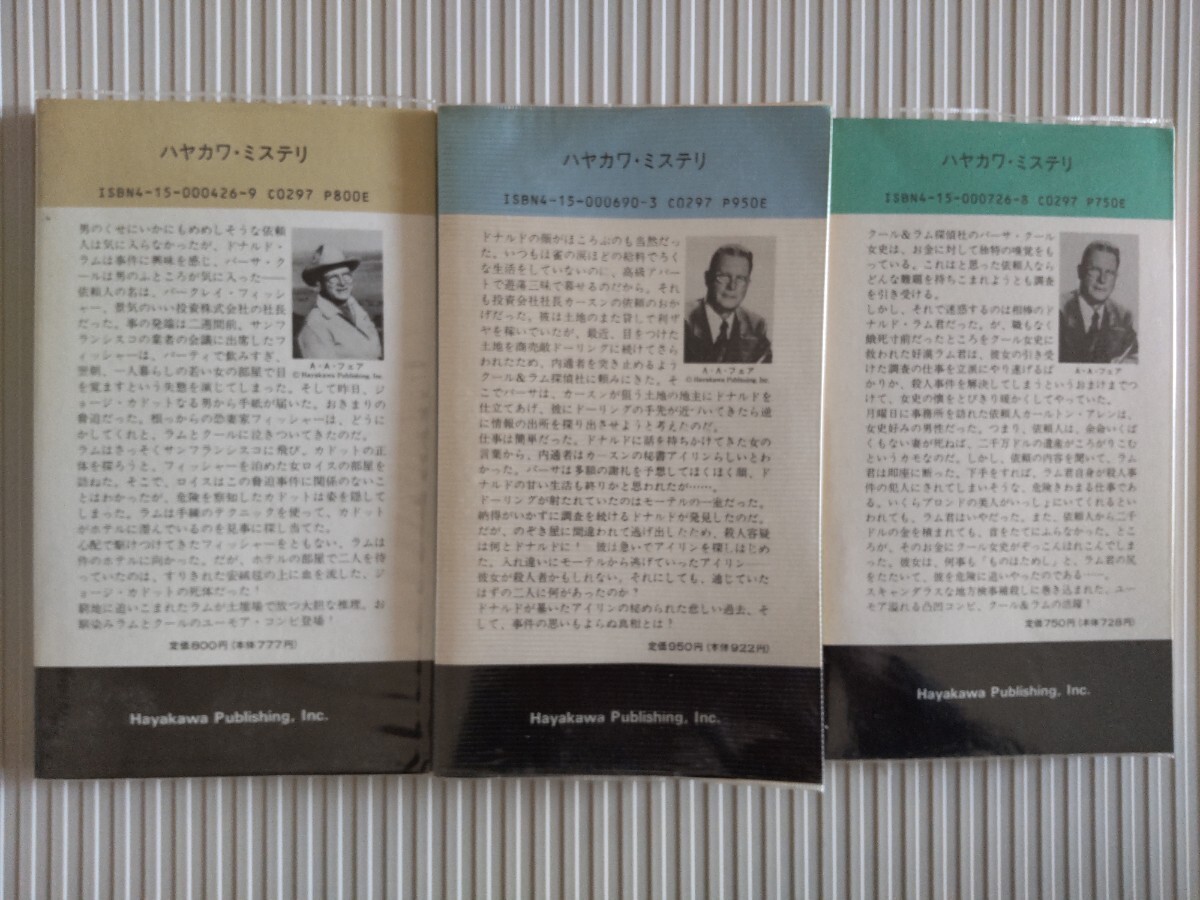 ハヤカワ・ミステリ
ISBN4-15-000426-9 C0297 P800E
男のくせにいかにもめめしそうな依頼
人は気に入らなかったが、ドナルド・
ラムは事件に興味を感じ、バーサ・ク
ールは男のふところが気に入った——
依頼人の名は、バークレイ・フィッシ
ャー、景気のいい投資株式会社の社長
だった。事の発端は二週間前、サンフ
ランシスコの業者の会議に出席したフ
ィッシャーは、パーティで飲みすぎ、
翌朝、一人暮らしの若い女の部屋で目
を覚ますという失態を演じてしまった。そして昨日、ジ
ョージ・カドットなる男から手紙が届いた。おきまりの
脅迫だった。根っからの恐妻家フィッシャーは、どうに
かしてくれと、ラムとクールに泣きついてきたのだ。
ラムはさっそくサンフランシスコに飛び、カドットの正
体を探ろうと、フィッシャーを泊めた女ロイスの部屋を
訪ねた。そこで、ロイスはこの脅迫事件に関係のないこ
とはわかったが、危険を察知したカドットは姿を隠して
しまった。ラムは手練のテクニックを使って、カドット
がホテルに潜んでいるのを見事に探し当てた。
心配で駆けつけてきたフィッシャーをともない、ラムは
件のホテルに向かった。だが、ホテルの部屋で二人を待
っていたのは、すりきれた安絨毯の上に血を流した、ジ
ョージ・カドットの死体だった！
窮地に追いこまれたラムが土壇場で放つ大胆な推理。お
馴染みラムとクールのユーモア・コンビ登場！
A・A・フェア
© Hayakawa Publishing, Inc.
定価800円（本体777円）
Hayakawa Publishing, Inc.
ハヤカワ・ミステリ
ISBN4-15-000690-3 C0297 P950E
ドナルドの顔がほころぶのも当然だっ
た。いつもは雀の涙ほどの給料でろく
な生活をしていないのに、高級アパー
トで遊蕩三昧で暮せるのだから。それ
も投資会社社長カースンの依頼のおか
げだった。彼は土地のまた貸しで利ザ
ヤを稼いでいたが、最近、目をつけた
土地を商売敵ドーリングに続けてさら
われたため、内通者を突き止めるよう
クール&ラム探偵社に頼みにきた。そ
こでバーサは、カースンが狙う土地の地主にドナルドを
仕立てあげ、彼にドーリングの手先が近づいてきたら逆
に情報の出所を探り出させようと考えたのだ。
仕事は簡単だった。ドナルドに話を持ちかけてきた女の
言葉から、内通者はカースンの秘書アイリンらしいとわ
かった。バーサは多額の謝礼を予想してほくほく顔、ド
ナルドの甘い生活も終りかと思われたが……。
ドーリングが射たれていたのはモーテルの一室だった。
納得がいかずに調査を続けるドナルドが発見したのだ。
だが、のぞき屋に間違われて逃げ出したため、殺人容疑
は何とドナルドに！　彼は急いでアイリンを探しはじめ
た。入れ違いにモーテルから逃げていったアイリン——
彼女が殺人者かもしれない。それにしても、通じていた
はずの二人に何があったのか？
ドナルドが暴いたアイリンの秘められた悲しい過去、そ
して、事件の思いもよらぬ真相とは？
A・A・フェア
© Hayakawa Publishing, Inc.
定価950円（本体922円）
Hayakawa Publishing, Inc.
ハヤカワ・ミステリ
ISBN4-15-000726-8 C0297 P750E
クール&ラム探偵社のバーサ・クール
女史は、お金に対して独特の嗅覚をも
っている。これはと思った依頼人なら
どんな難題を持ちこまれようとも調査
を引き受ける。
しかし、それで迷惑するのは相棒のド
ナルド・ラム君だった。が、職もなく
餓死寸前だったところをクール女史に
救われた好漢ラム君は、彼女の引き受
けた調査の仕事を立派にやり遂げるば
かりか、殺人事件を解決してしまうというおまけまでつ
けて、女史の懐をとびきり暖かくしてやっていた。
月曜日に事務所を訪れた依頼人カールトン・アレンは、
女史好みの男性だった。つまり、依頼人は、余命いくば
くもない妻が死ねば、二千万ドルの遺産がころがりこむ
というカモなのだ。しかし、依頼の内容を聞いて、ラム
君は即座に断った。下手をすれば、ラム君自身が殺人事
件の犯人にされてしまいそうな、危険きわまる仕事であ
る。いくらブロンドの美人がいっしょにいてくれるとい
われても、ラム君はいやだった。また、依頼人から二千
ドルの金を積まれても、首をたてにふらなかった。とこ
ろが、そのお金にクール女史がぞっこんほれこんでしま
った。彼女は、何事も「ものはためし」と、ラム君の尻
をたたいて、彼を危険に追いやったのである——。
スキャンダラスな地方検事補殺しに巻き込まれた、ユー
モア溢れる凸凹コンビ、クール&ラムの活躍！
A・A・フェア
定価750円（本体728円）
Hayakawa Publishing, Inc.